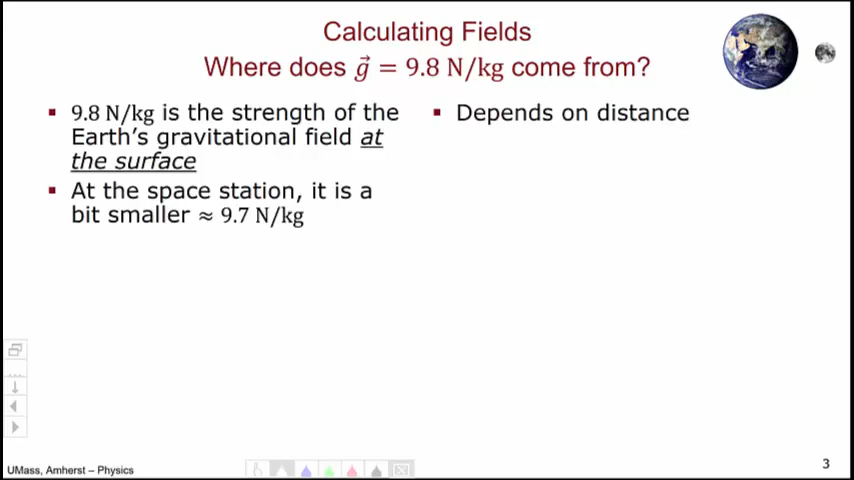 Calculating Fields
Where does g⃗ = 9.8 N/kg come from?
▪ 9.8 N/kg is the strength of the
Earth's gravitational field at
the surface
▪ At the space station, it is a
bit smaller ≈ 9.7 N/kg
▪ Depends on distance
UMass, Amherst – Physics
3